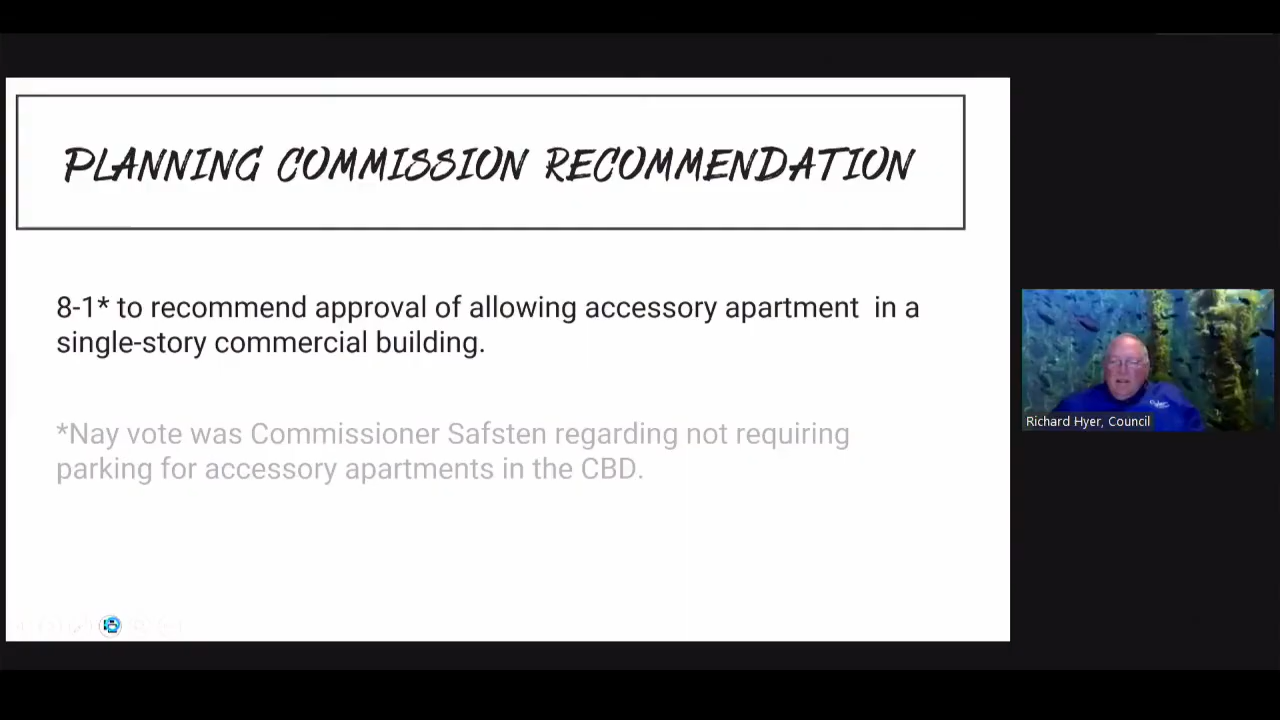 PLANNING COMMISSION RECOMMENDATION
8-1* to recommend approval of allowing accessory apartment in a
single-story commercial building.
*Nay vote was Commissioner Safsten regarding not requiring
parking for accessory apartments in the CBD.
Richard Hyer, Council